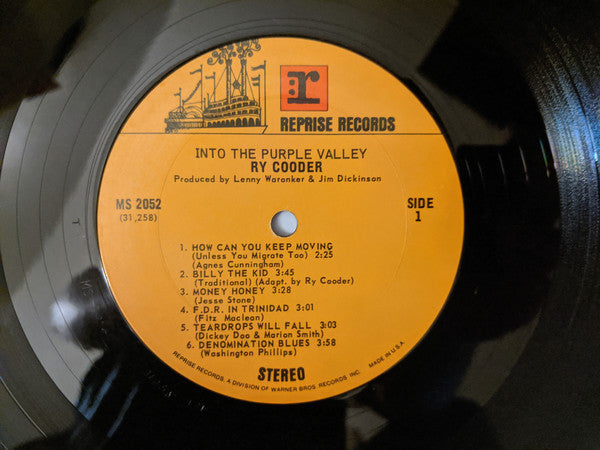 r
REPRISE RECORDS
INTO THE PURPLE VALLEY
RY COODER
Produced by Lenny Waronker & Jim Dickinson
MS 2052
(31,258)
SIDE
1
1. HOW CAN YOU KEEP MOVING
(Unless You Migrate Too) 2:25
(Agnes Cunningham)
2. BILLY THE KID 3:45
(Traditional) (Adapt. by Ry Cooder)
3. MONEY HONEY 3:28
(Jesse Stone)
4. F.D.R. IN TRINIDAD 3:01
(Fitz Maclean)
5. TEARDROPS WILL FALL 3:03
(Dickey Doo & Marion Smith)
6. DENOMINATION BLUES 3:58
(Washington Phillips)
STEREO
REPRISE RECORDS, A DIVISION OF WARNER BROS. RECORDS INC. MADE IN U.S.A.